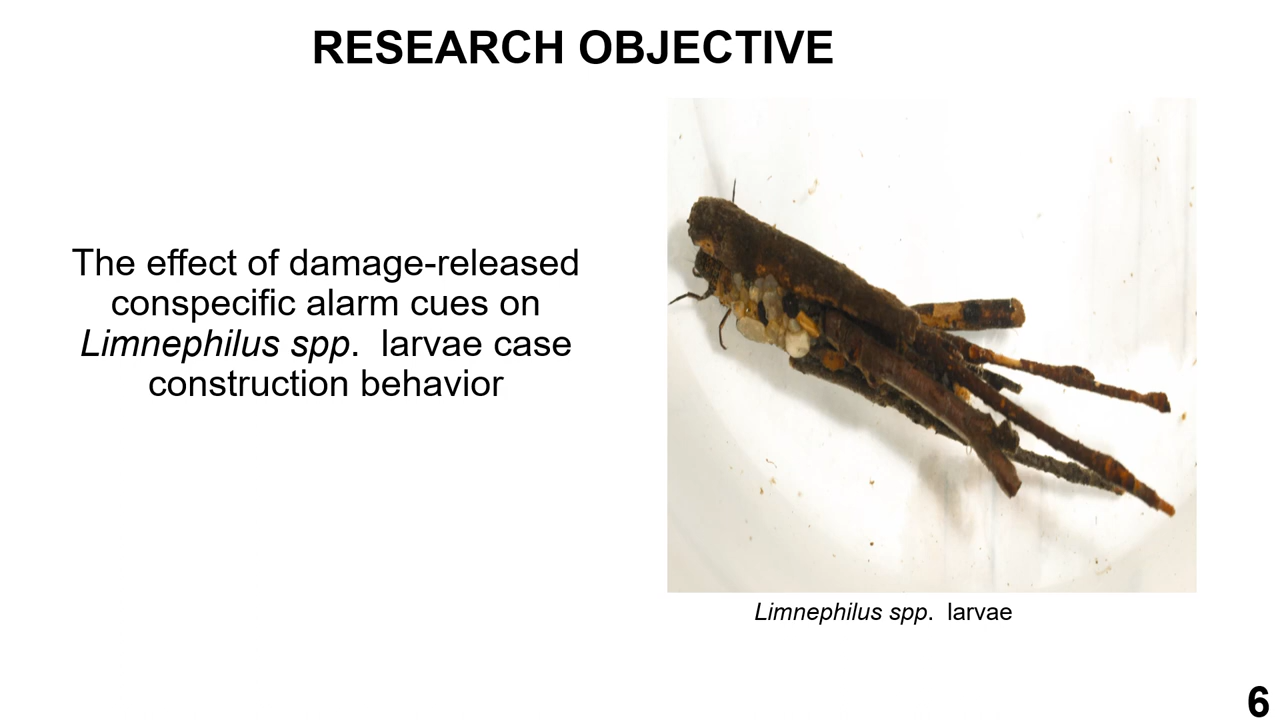 RESEARCH OBJECTIVE
The effect of damage-released
conspecific alarm cues on
Limnephilus spp.  larvae case
construction behavior
Limnephilus spp.  larvae
6